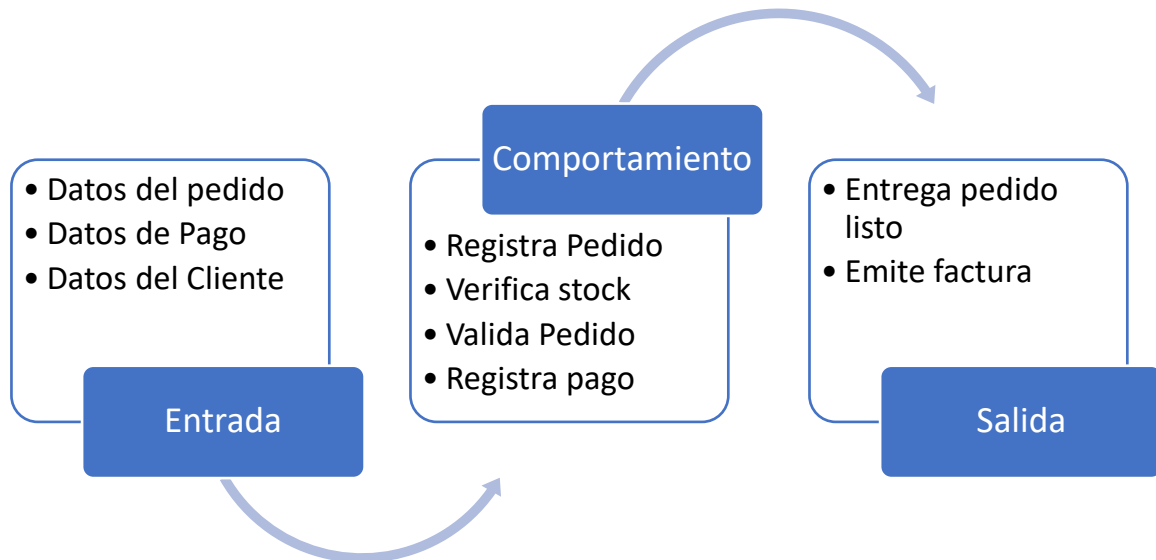 • Datos del pedido
• Datos de Pago
• Datos del Cliente
Entrada
Comportamiento
• Registra Pedido
• Verifica stock
• Valida Pedido
• Registra pago
• Entrega pedido
listo
• Emite factura
Salida